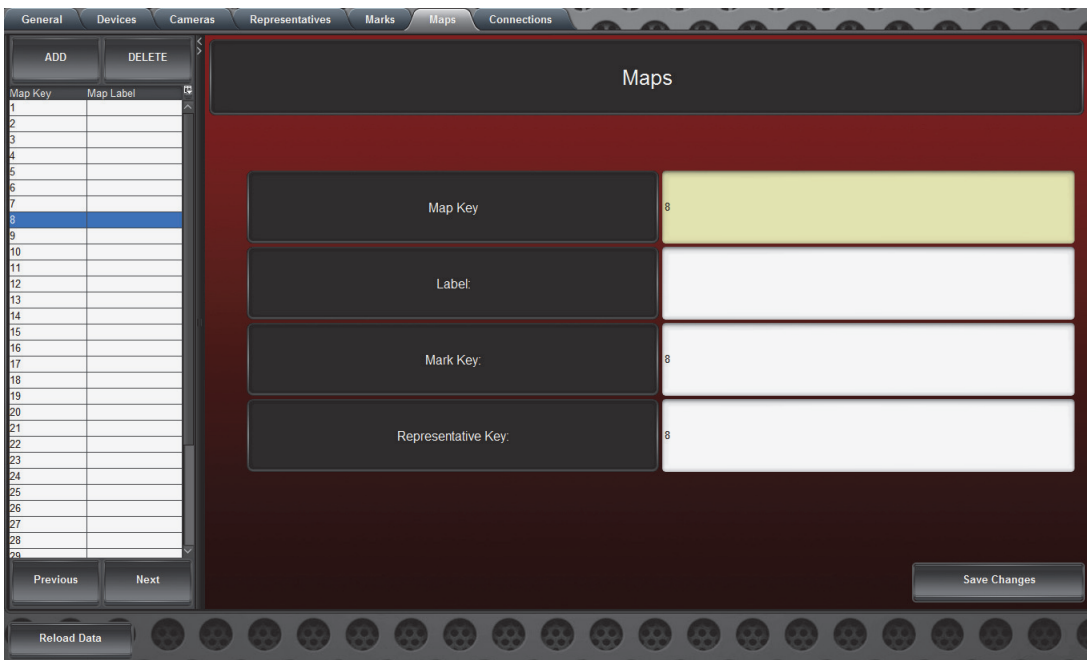 General Devices Cameras Representatives Marks Maps Connections
ADD DELETE
Maps
Map Key Map Label
1
2
3
4
5
6
7
8
9
10
11
12
13
14
15
16
17
18
19
20
21
22
23
24
25
26
27
28
29
Map Key 8
Label:
Mark Key: 8
Representative Key: 8
Previous Next
Save Changes
Reload Data